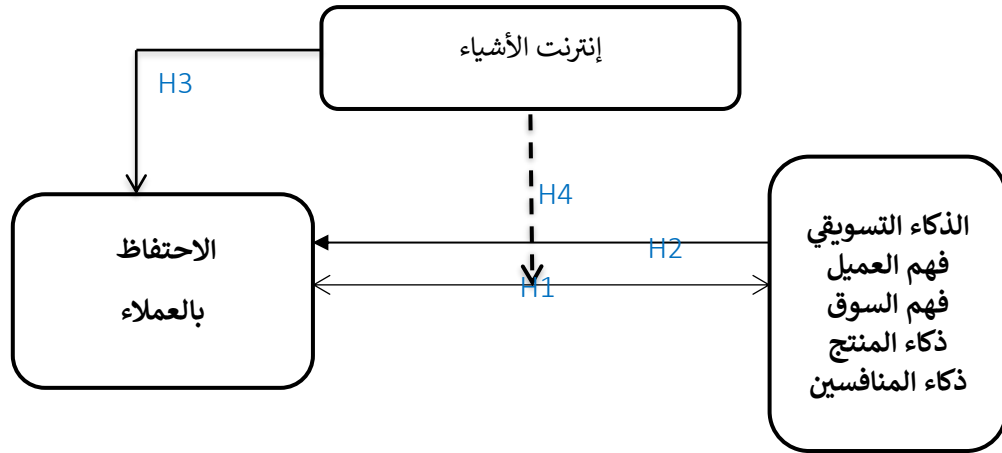 إنترنت الأشياء
H3
H4
الذكاء التسويقي
فهم العميل
فهم السوق
ذكاء المنتج
ذكاء المنافسين
H2
H1
الاحتفاظ
بالعملاء